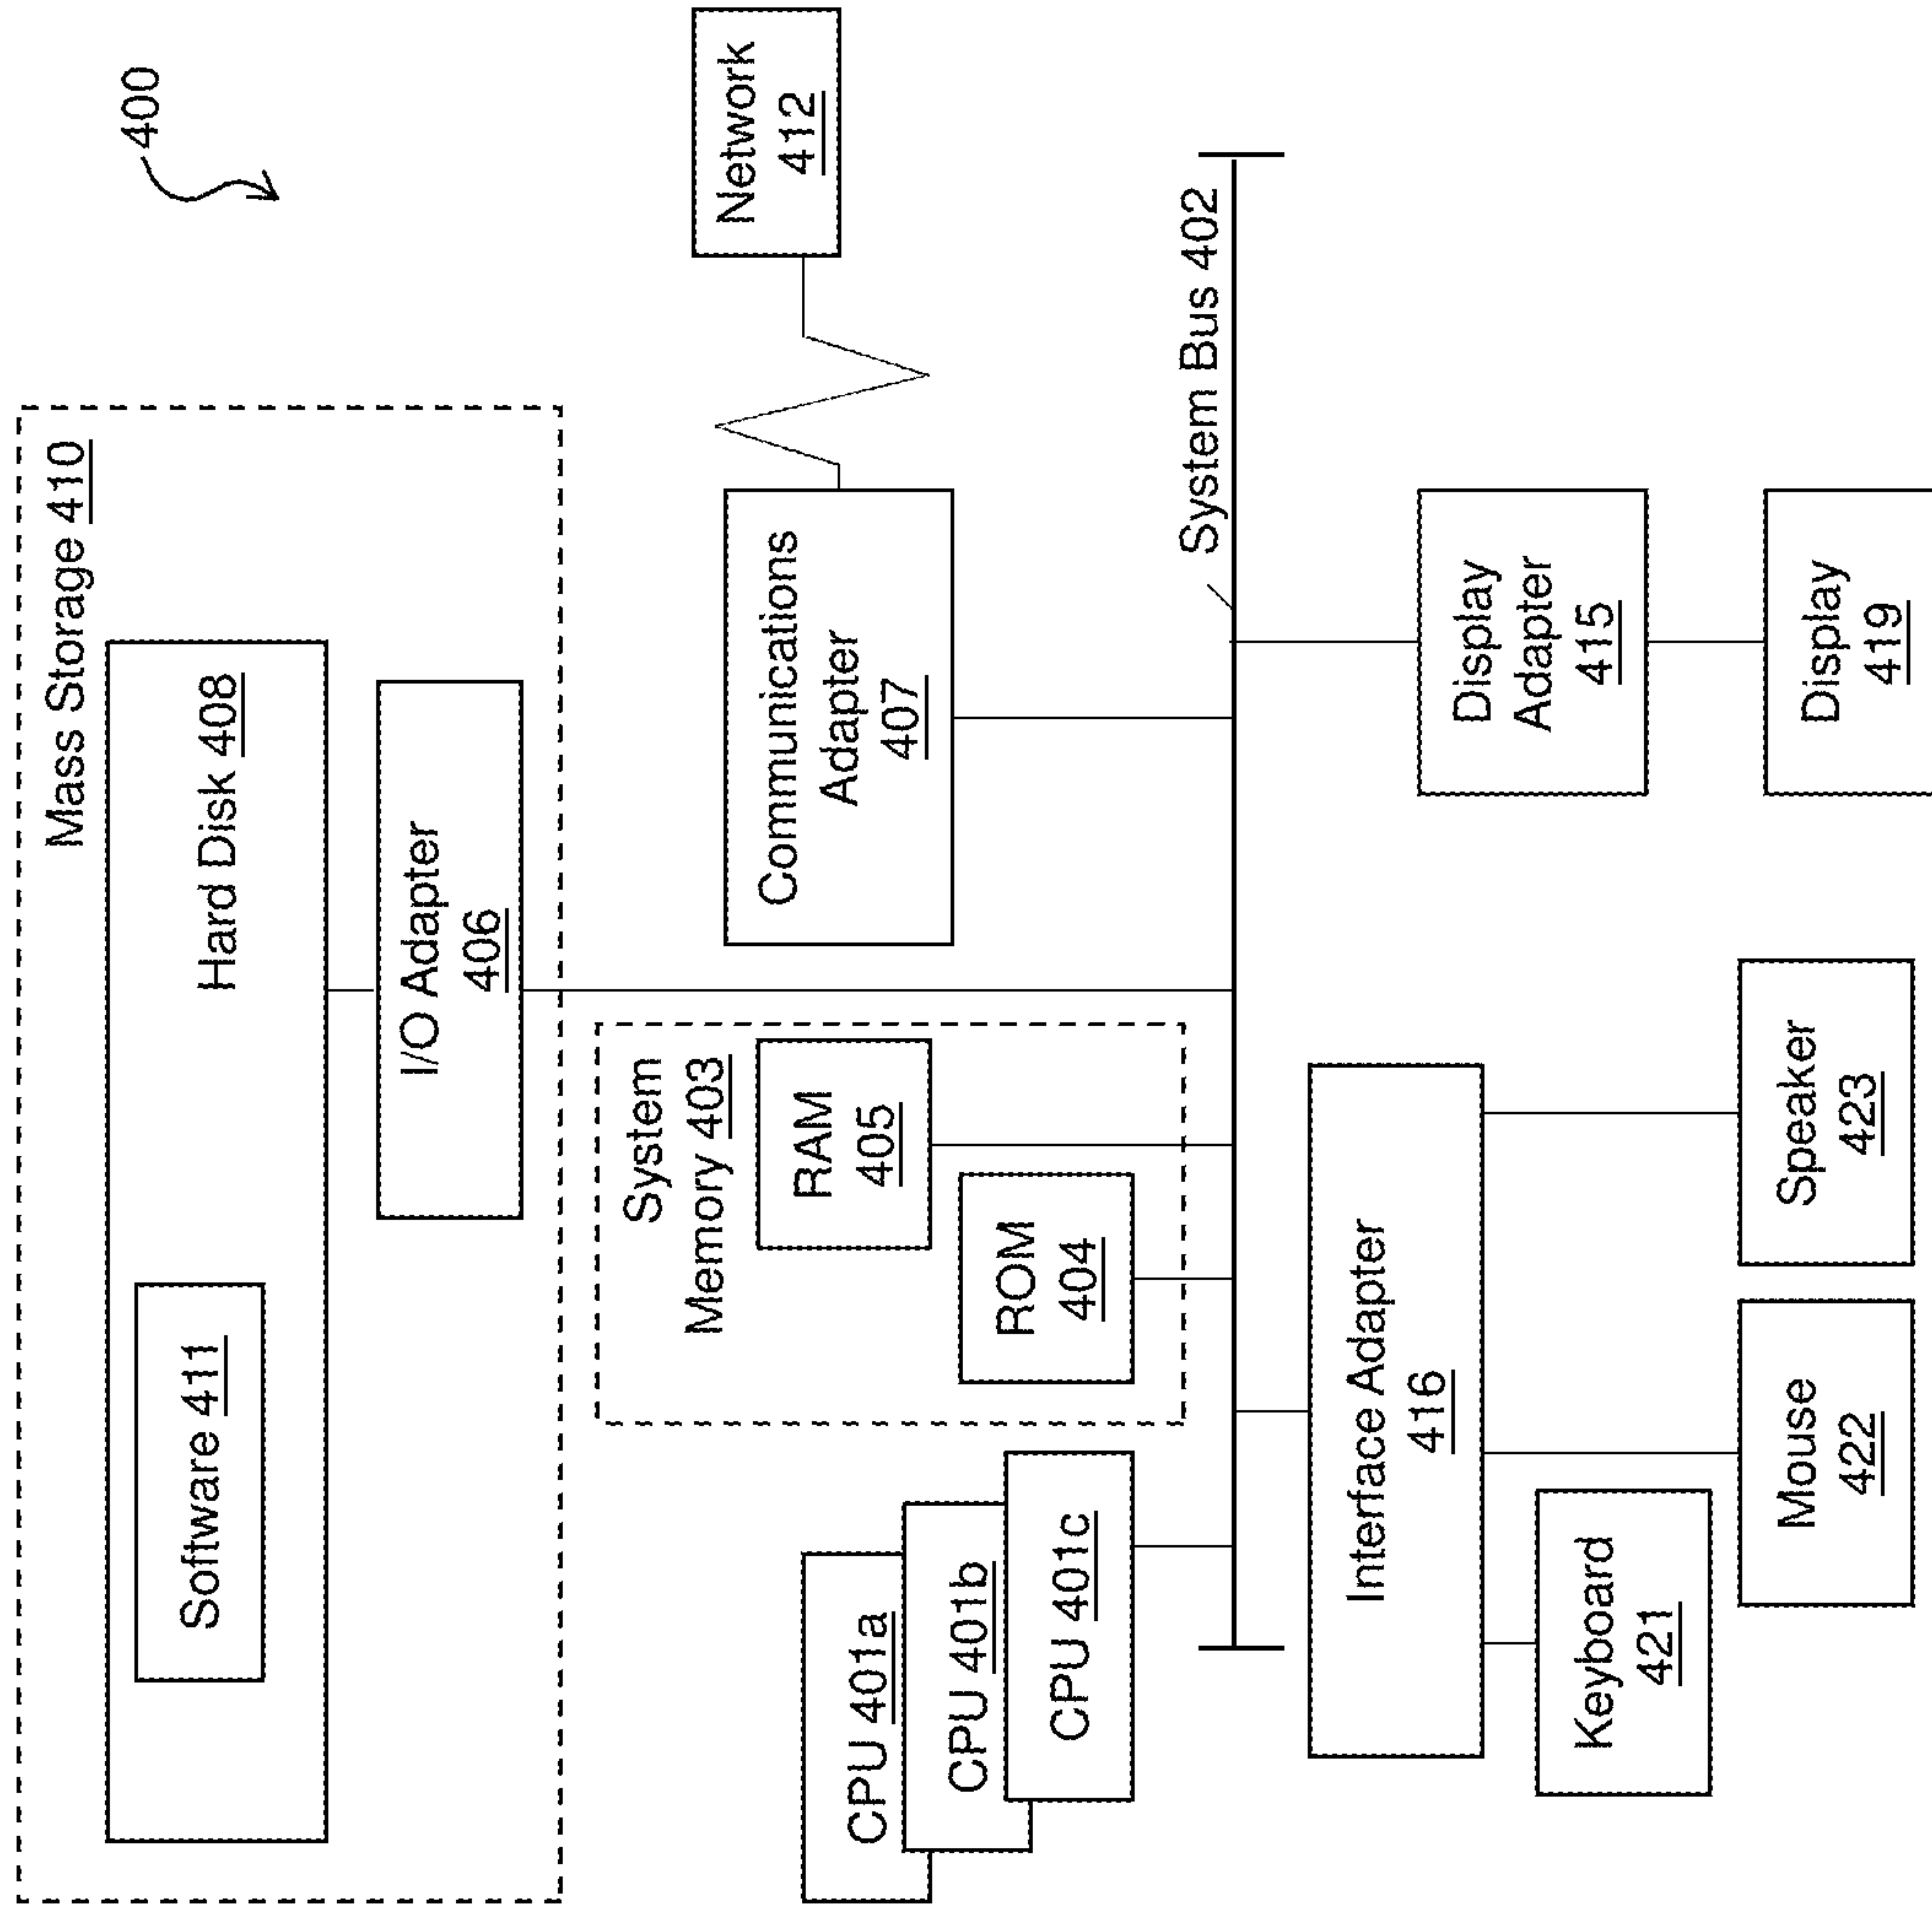 400
Mass Storage 410
Hard Disk 408
Software 411
I/O Adapter
406
System
Memory 403
RAM
405
ROM
404
Communications
Adapter
407
Network
412
CPU 401a
CPU 401b
CPU 401c
System Bus 402
Interface Adapter
416
Display
Adapter
415
Keyboard
421
Mouse
422
Speaker
423
Display
419